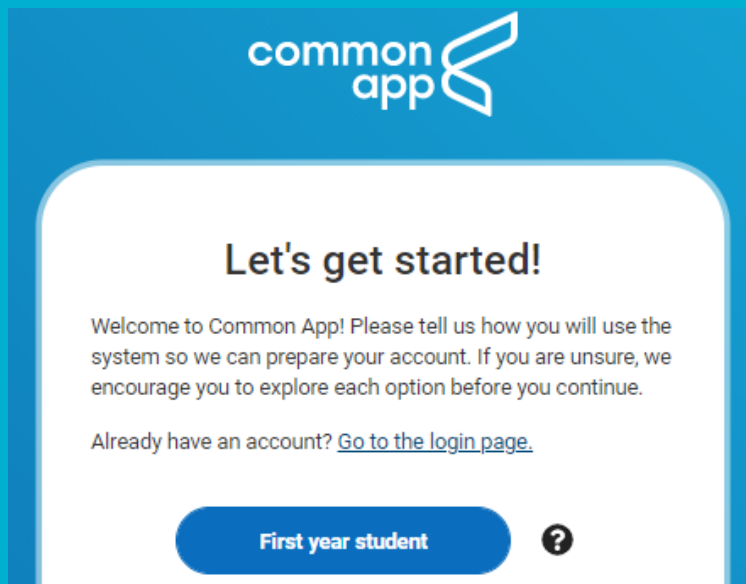 common
app
Let's get started!
Welcome to Common App! Please tell us how you will use the
system so we can prepare your account. If you are unsure, we
encourage you to explore each option before you continue.
Already have an account? Go to the login page.
First year student ?